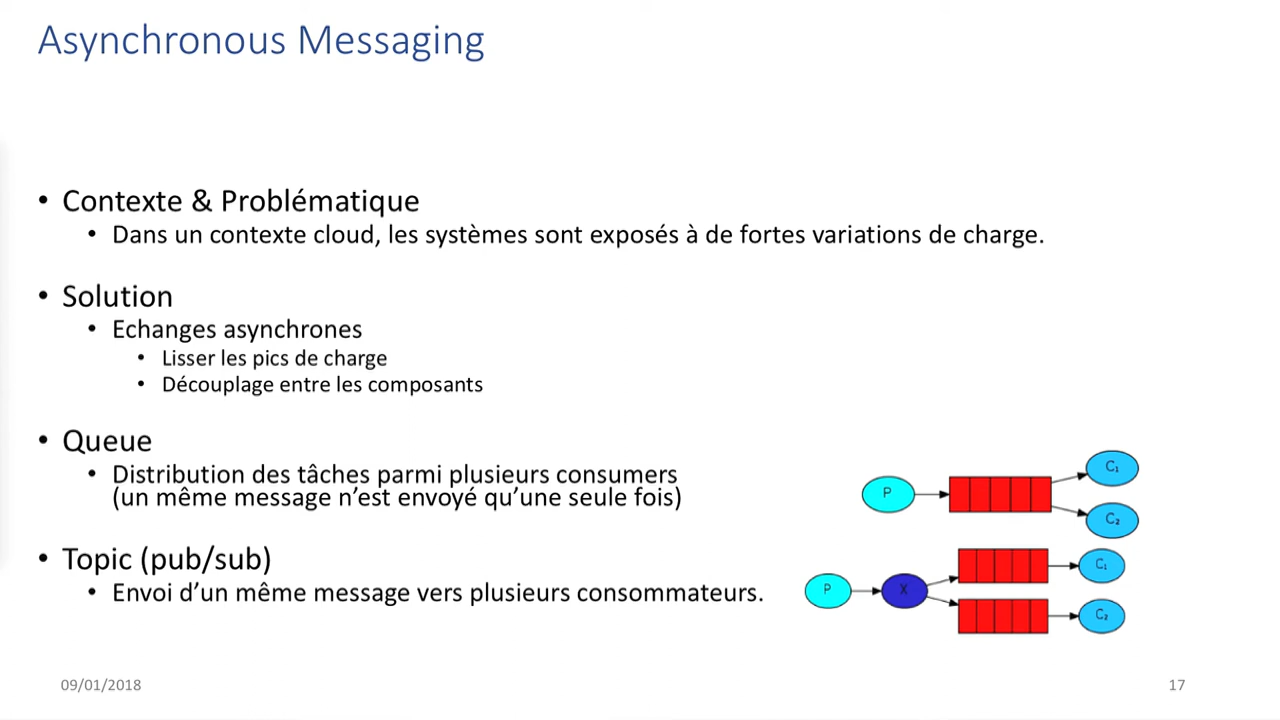 Asynchronous Messaging
• Contexte & Problématique
• Dans un contexte cloud, les systèmes sont exposés à de fortes variations de charge.
• Solution
• Echanges asynchrones
• Lisser les pics de charge
• Découplage entre les composants
• Queue
• Distribution des tâches parmi plusieurs consumers
(un même message n’est envoyé qu’une seule fois)
P
C₁
C₂
• Topic (pub/sub)
• Envoi d’un même message vers plusieurs consommateurs.
P
X
C₁
C₂
09/01/2018
17